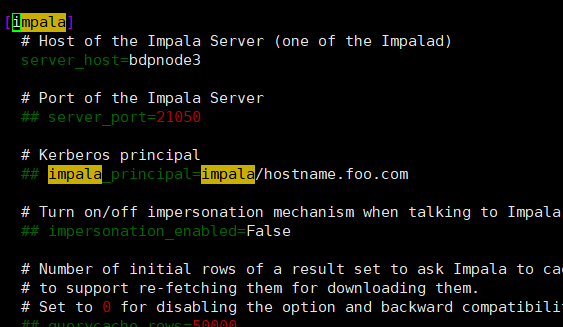 [impala]
# Host of the Impala Server (one of the Impalad)
server_host=bdpnode3
# Port of the Impala Server
## server_port=21050
# Kerberos principal
## impala_principal=impala/hostname.foo.com
# Turn on/off impersonation mechanism when talking to Impala
## impersonation_enabled=False
# Number of initial rows of a result set to ask Impala to ca
# to support re-fetching them for downloading them.
# Set to 0 for disabling the option and backward compatibilit
## querycache_rows=50000